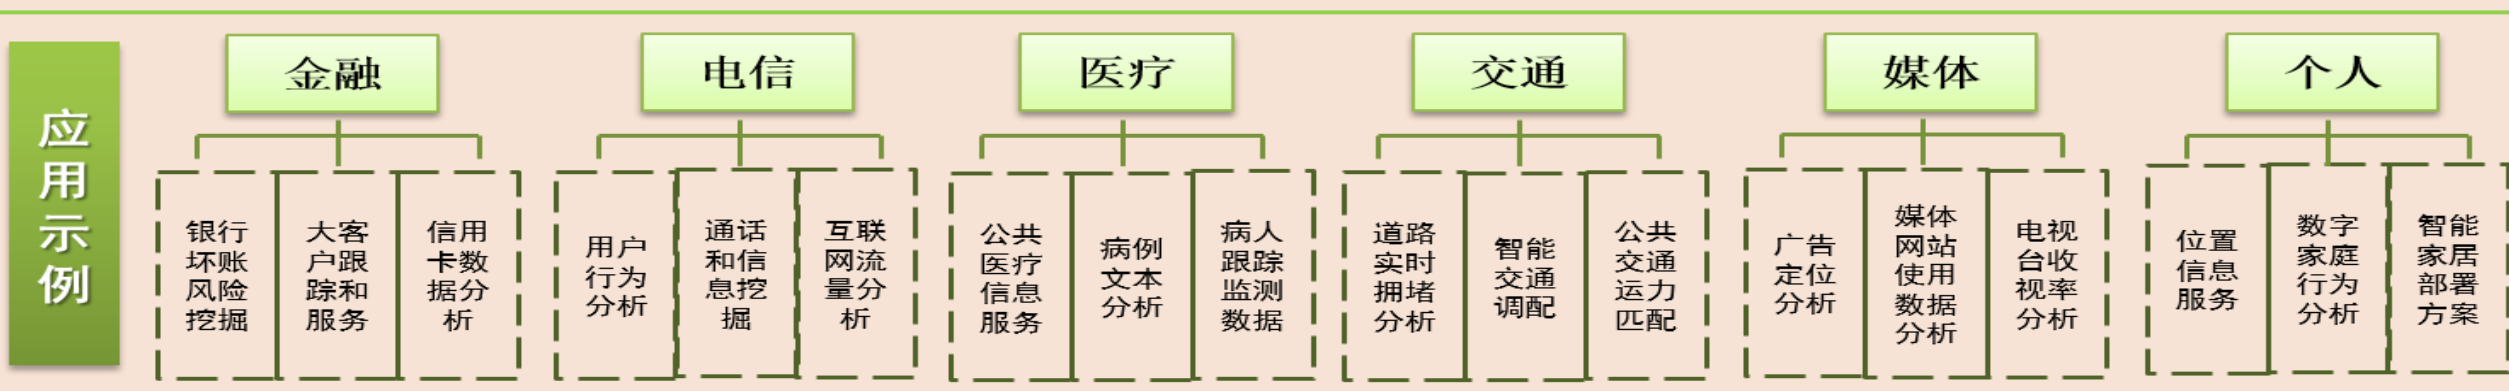 应
用
示
例
金融
银行
坏账
风险
挖掘
大客
户跟
踪和
服务
信用
卡数
据分
析
电信
用户
行为
分析
通话
和信
息挖
掘
互联
网流
量分
析
医疗
公共
医疗
信息
服务
病例
文本
分析
病人
跟踪
监测
数据
交通
道路
实时
拥堵
分析
智能
交通
调配
公共
交通
运力
匹配
媒体
广告
定位
分析
媒体
网站
使用
数据
分析
电视
台收
视率
分析
个人
位置
信息
服务
数字
家庭
行为
分析
智能
家居
部署
方案